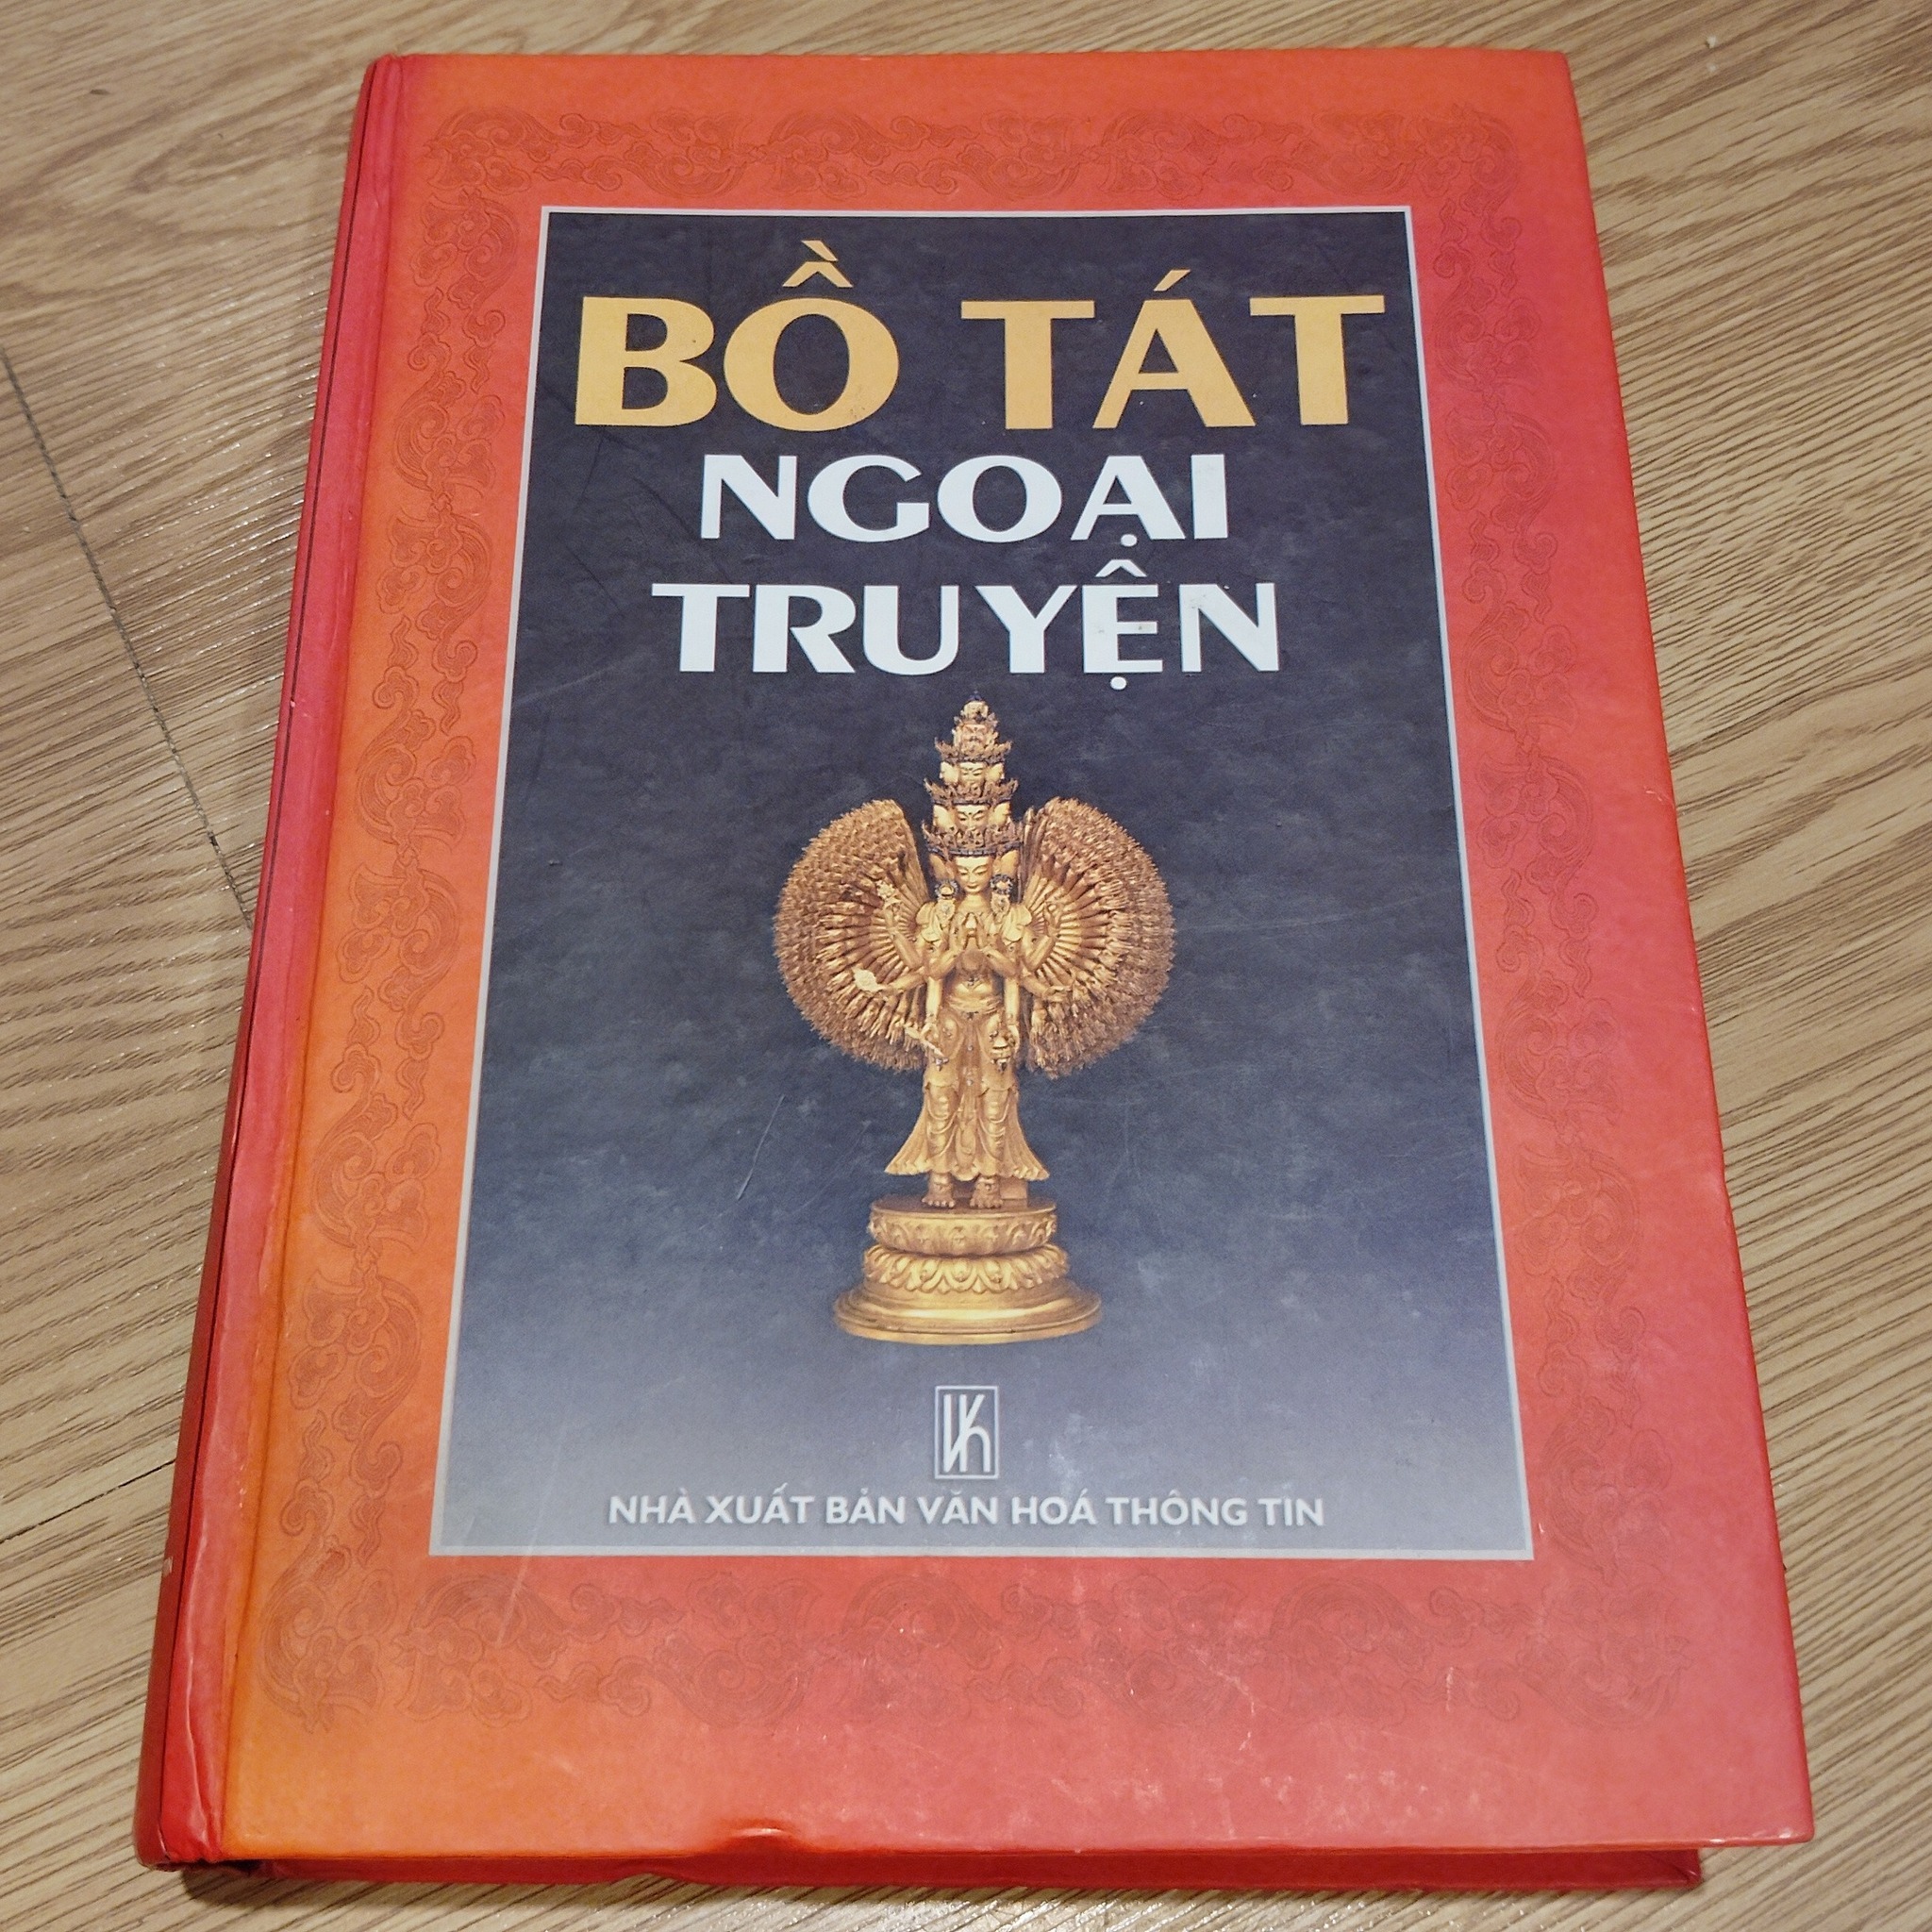 BỒ TÁT
NGOẠI
TRUYỆN
NHÀ XUẤT BẢN VĂN HOÁ THÔNG TIN